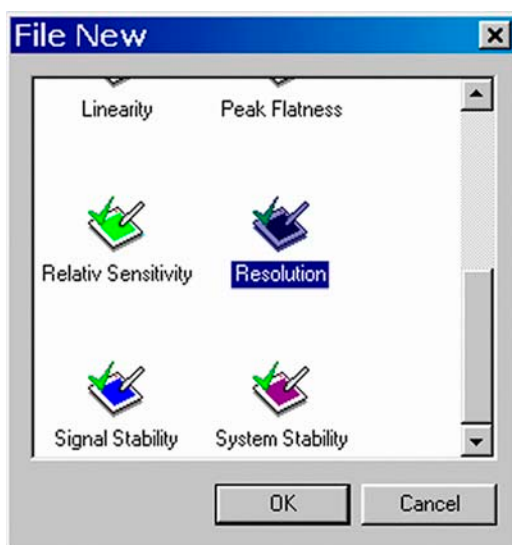 File New
Linearity Peak Flatness
Relativ Sensitivity Resolution
Signal Stability System Stability
OK Cancel